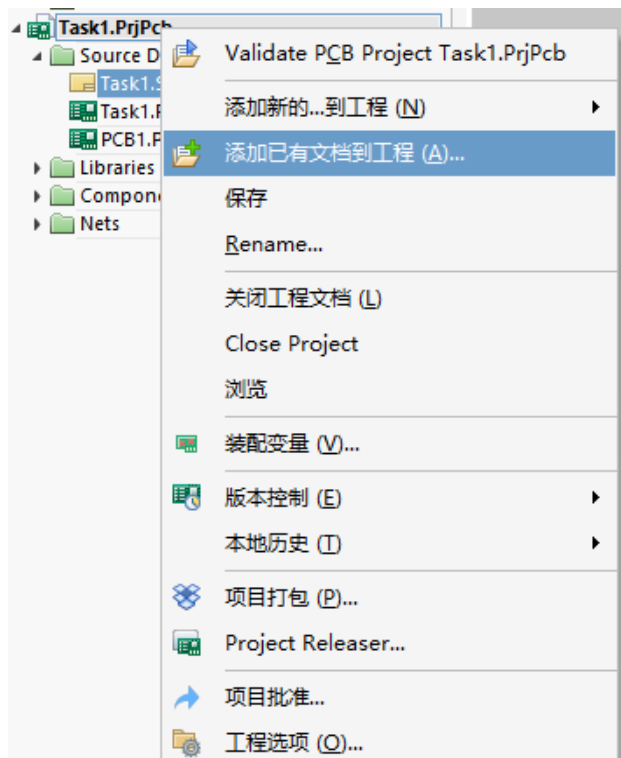 Task1.PrjPcb
Source D
Task1.S
Task1.F
PCB1.P
Libraries
Compon
Nets
Validate PCB Project Task1.PrjPcb
添加新的...到工程 (N)
添加已有文档到工程 (A)...
保存
Rename...
关闭工程文档 (L)
Close Project
浏览
装配变量 (V)...
版本控制 (E)
本地历史 (T)
项目打包 (P)...
Project Releaser...
项目批准...
工程选项 (O)...